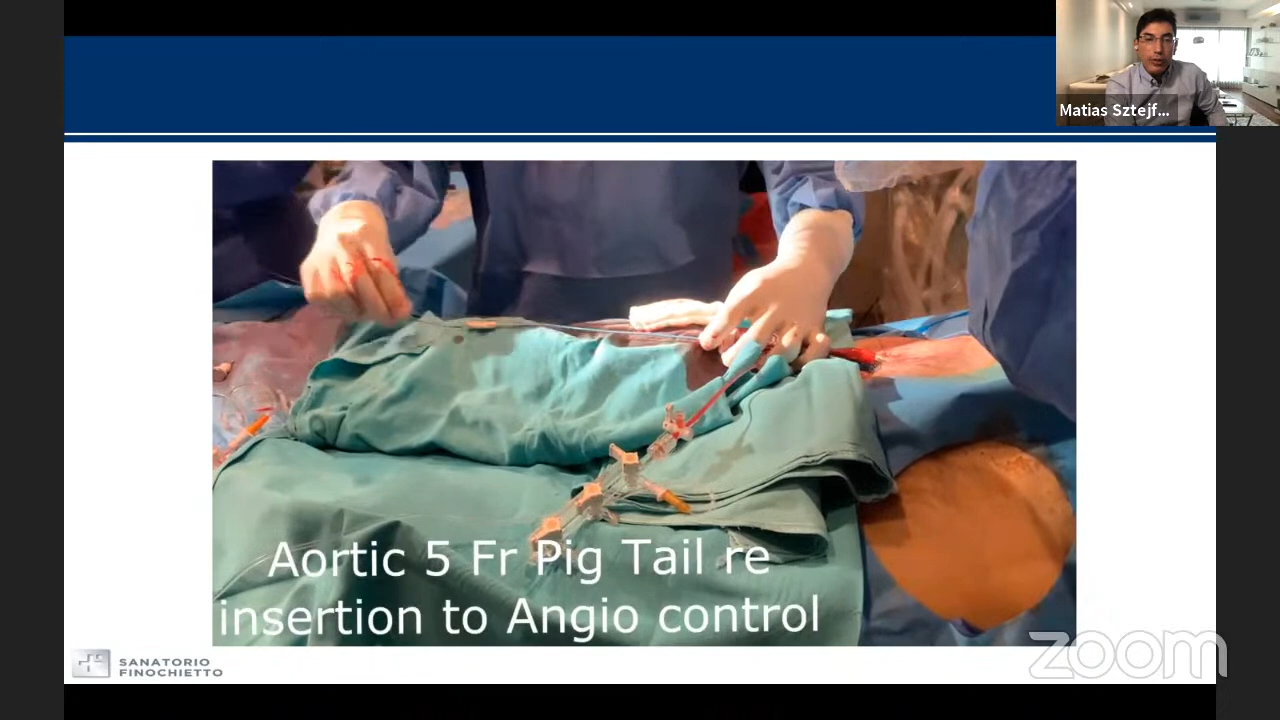 Matias Sztejf...
Aortic 5 Fr Pig Tail re
insertion to Angio control
SANATORIO
FINOCHIETTO
zoom